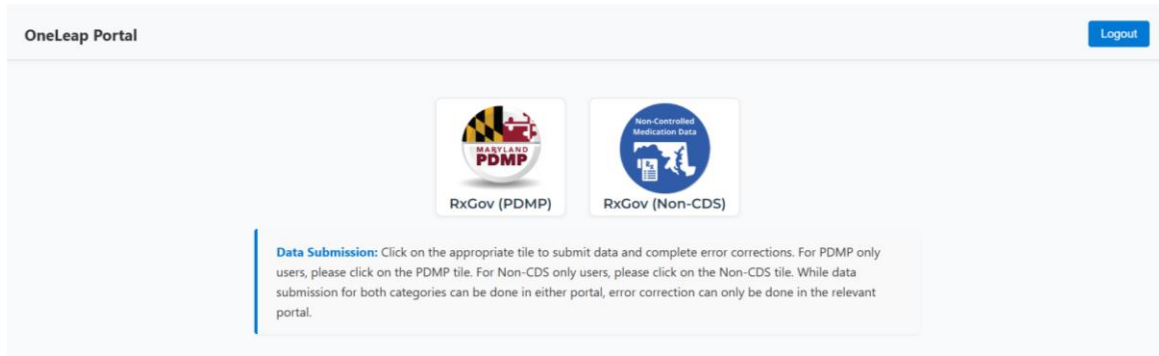 OneLeap Portal
Logout
MARYLAND
PDMP
RxGov (PDMP)
Non-Controlled
Medication Data
RxGov (Non-CDS)
Data Submission: Click on the appropriate tile to submit data and complete error corrections. For PDMP only
users, please click on the PDMP tile. For Non-CDS only users, please click on the Non-CDS tile. While data
submission for both categories can be done in either portal, error correction can only be done in the relevant
portal.